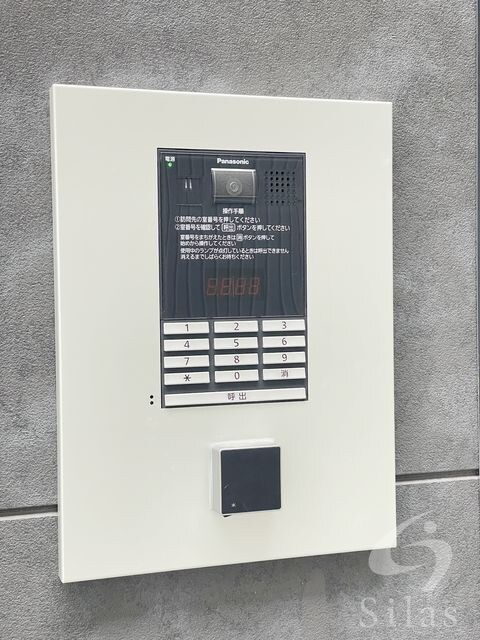 電源
Panasonic
操作手順
①訪問先の室番号を押してください
②室番号を確認して 呼出 ボタンを押してください
室番号をまちがえたときは 消 ボタンを押して
始めから操作してください
使用中のランプが点灯しているときは呼出できません
消えるまでしばらくお待ちください
1 2 3
4 5 6
7 8 9
＊ 0 消
呼出
Silas